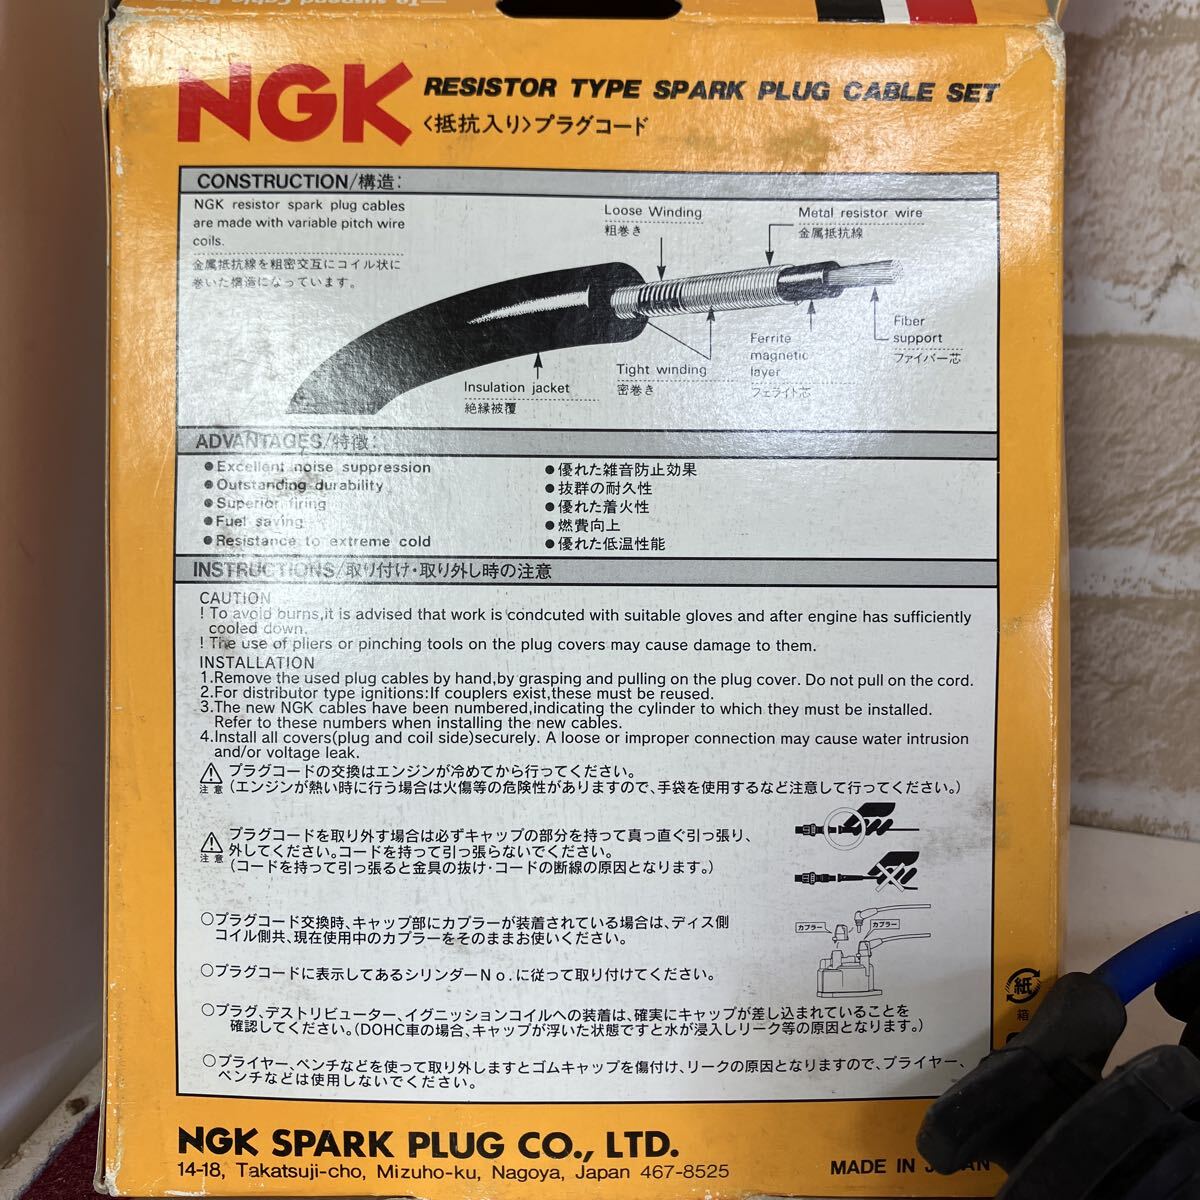 NGK
RESISTOR TYPE SPARK PLUG CABLE SET
〈抵抗入り〉プラグコード
CONSTRUCTION/構造:
NGK resistor spark plug cables
are made with variable pitch wire
coils.
金属抵抗線を粗密交互にコイル状に
巻いた構造になっています。
Loose Winding
粗巻き
Metal resistor wire
金属抵抗線
Fiber
support
ファイバー芯
Ferrite
magnetic
layer
フェライト芯
Tight winding
密巻き
Insulation jacket
絶縁被覆
ADVANTAGES/特徴:
●Excellent noise suppression
●Outstanding durability
●Superior firing
●Fuel saving
●Resistance to extreme cold
●優れた雑音防止効果
●抜群の耐久性
●優れた着火性
●燃費向上
●優れた低温性能
INSTRUCTIONS/取り付け・取り外し時の注意
CAUTION
! To avoid burns,it is advised that work is condcuted with suitable gloves and after engine has sufficiently
cooled down.
! The use of pliers or pinching tools on the plug covers may cause damage to them.
INSTALLATION
1.Remove the used plug cables by hand,by grasping and pulling on the plug cover. Do not pull on the cord.
2.For distributor type ignitions:If couplers exist,these must be reused.
3.The new NGK cables have been numbered,indicating the cylinder to which they must be installed.
Refer to these numbers when installing the new cables.
4.Install all covers(plug and coil side)securely. A loose or improper connection may cause water intrusion
and/or voltage leak.
注意 プラグコードの交換はエンジンが冷めてから行ってください。
(エンジンが熱い時に行う場合は火傷等の危険性がありますので、手袋を使用するなど注意して行ってください。)
注意 プラグコードを取り外す場合は必ずキャップの部分を持って真っ直ぐ引っ張り、
外してください。コードを持って引っ張らないでください。
(コードを持って引っ張ると金具の抜け・コードの断線の原因となります。)
○プラグコード交換時、キャップ部にカプラーが装着されている場合は、ディス側
コイル側共、現在使用中のカプラーをそのままお使いください。
カプラー
カプラー
○プラグコードに表示してあるシリンダーNo.に従って取り付けてください。
○プラグ、デストリビューター、イグニッションコイルへの装着は、確実にキャップが差し込まれていることを
確認してください。(DOHC車の場合、キャップが浮いた状態ですと水が浸入しリーク等の原因となります。)
○プライヤー、ペンチなどを使って取り外しますとゴムキャップを傷付け、リークの原因となりますので、プライヤー、
ペンチなどは使用しないでください。
紙
箱
NGK SPARK PLUG CO., LTD.
14-18, Takatsuji-cho, Mizuho-ku, Nagoya, Japan 467-8525
MADE IN JAPAN